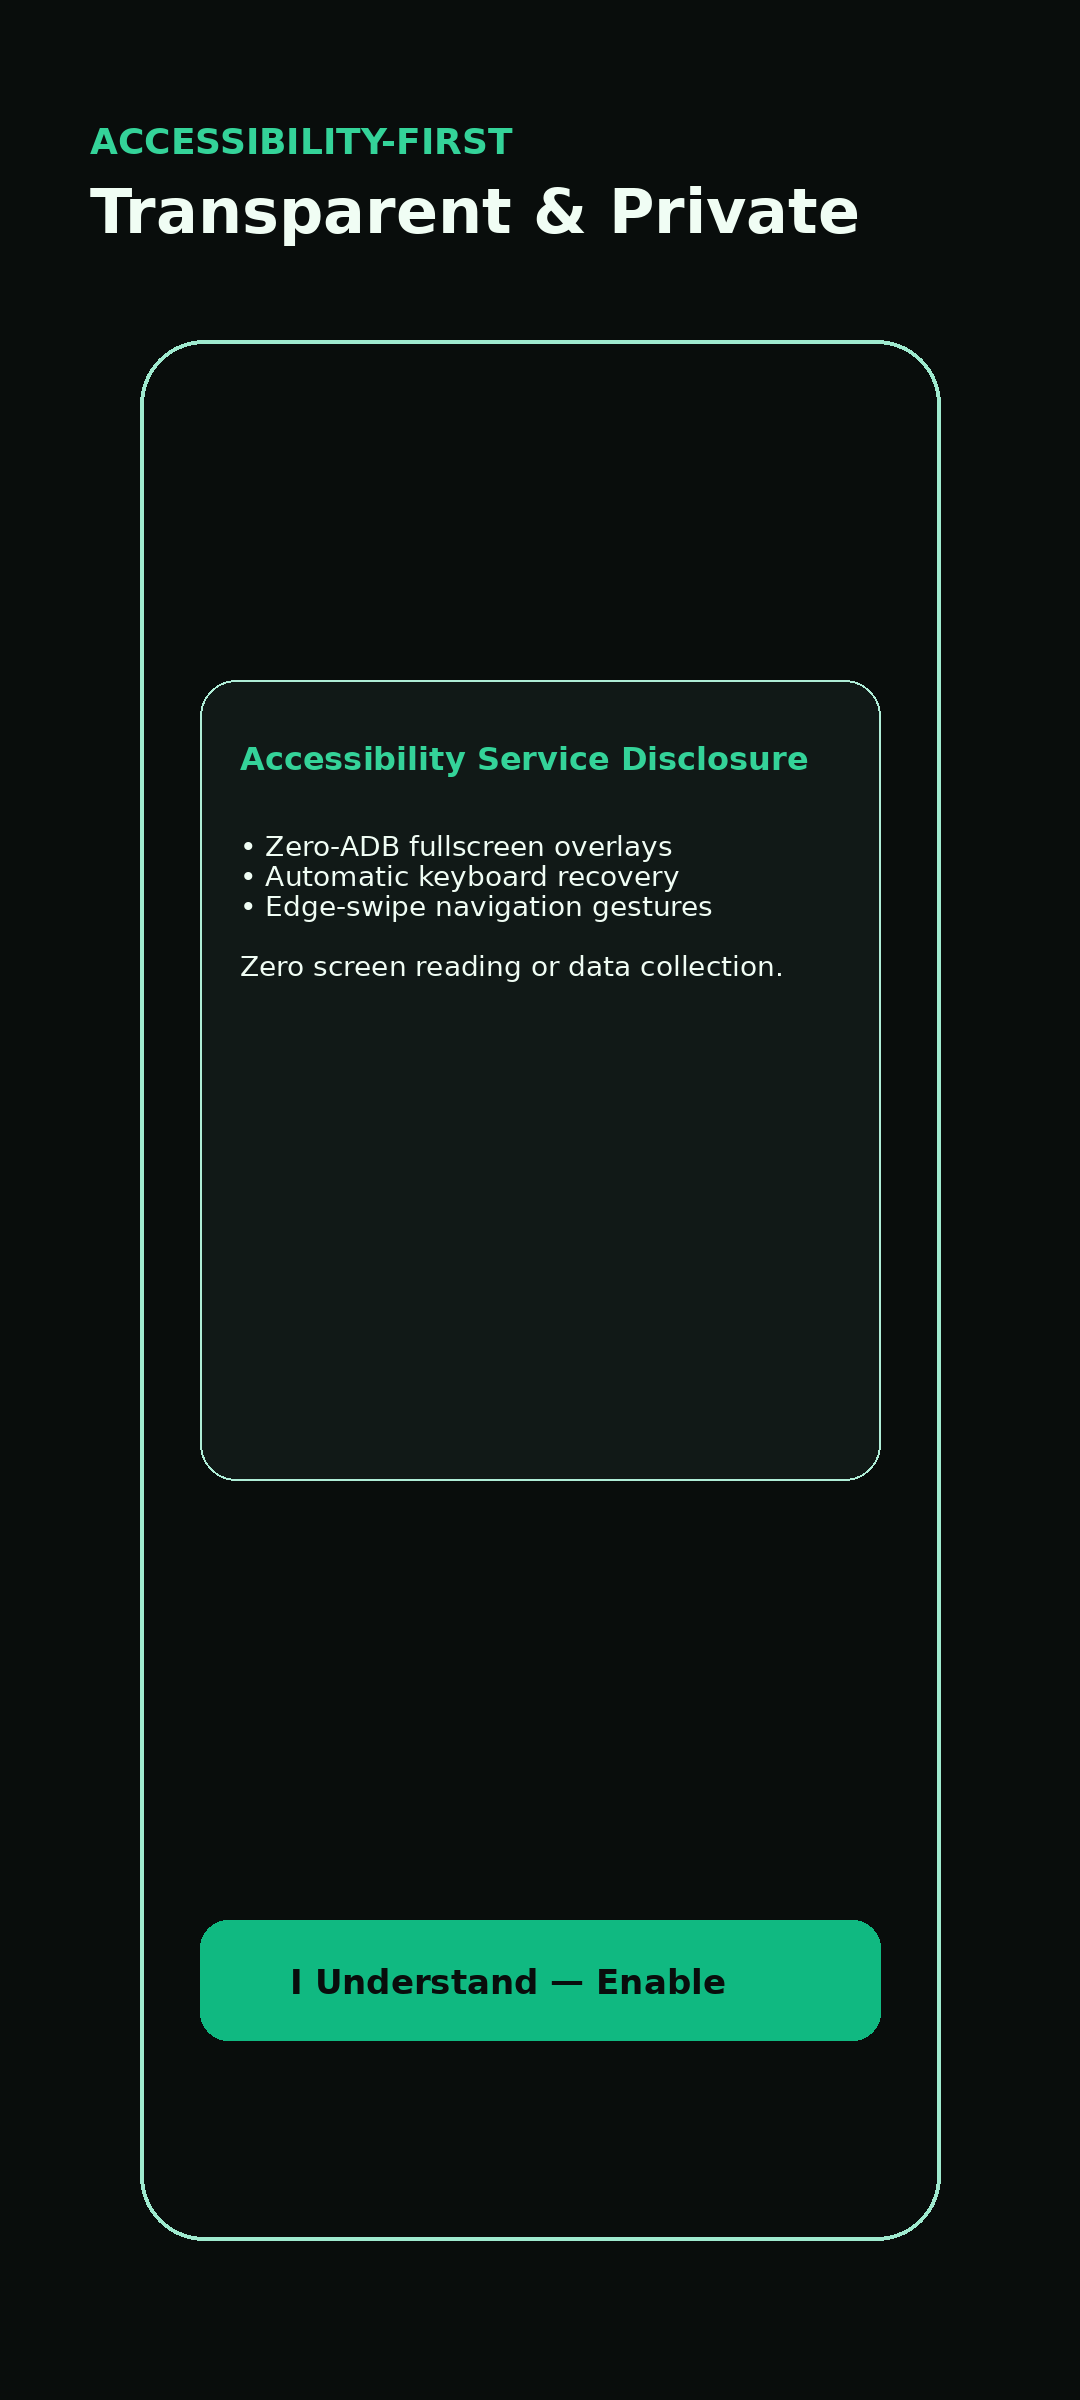 ACCESSIBILITY-FIRST
Transparent & Private
Accessibility Service Disclosure
• Zero-ADB fullscreen overlays
• Automatic keyboard recovery
• Edge-swipe navigation gestures
Zero screen reading or data collection.
I Understand — Enable